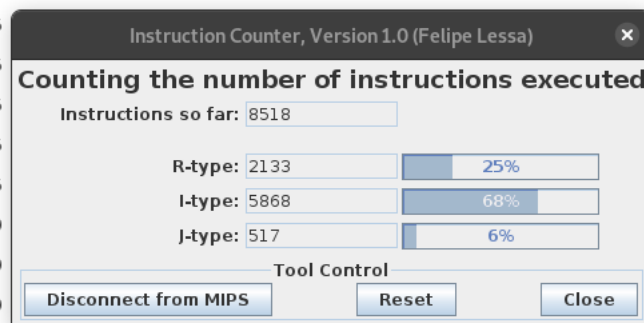 Instruction Counter, Version 1.0 (Felipe Lessa)
Counting the number of instructions executed
Instructions so far: 8518
R-type: 2133 25%
I-type: 5868 68%
J-type: 517 6%
Tool Control
Disconnect from MIPS Reset Close